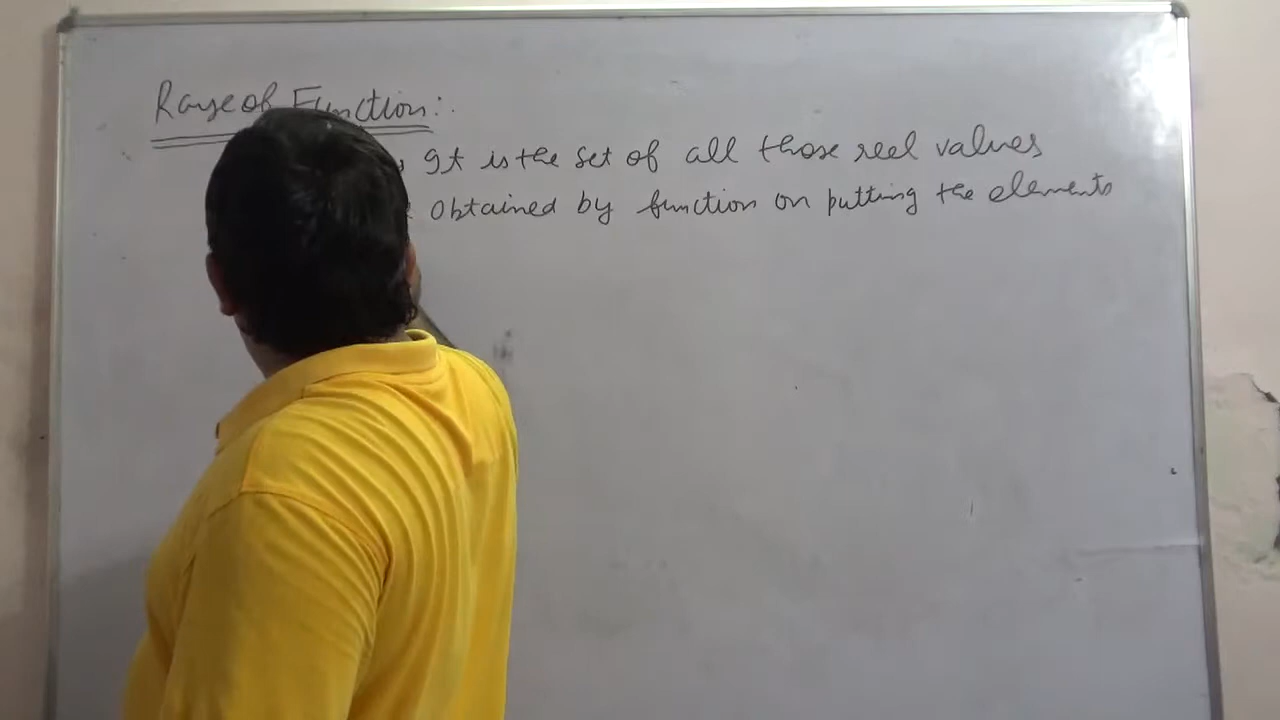 Range of Function:.
It is the set of all those reel values
obtained by function on putting the elements